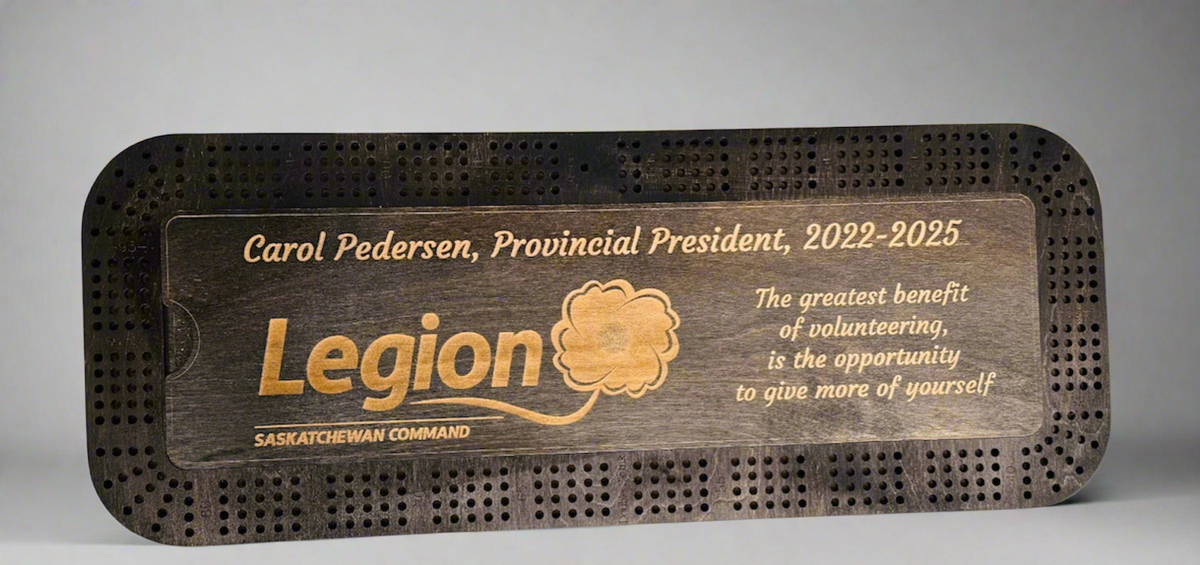 Carol Pedersen, Provincial President, 2022-2025
Legion
SASKATCHEWAN COMMAND
The greatest benefit
of volunteering,
is the opportunity
to give more of yourself